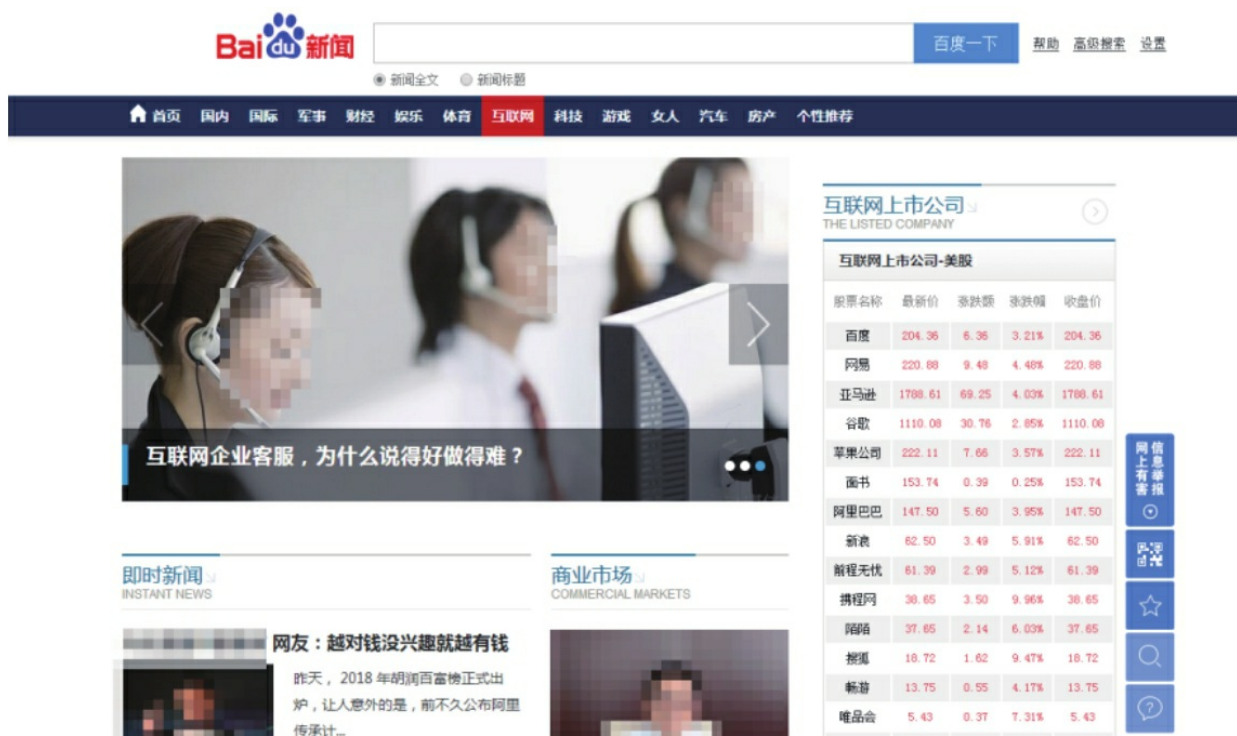 Baidu新闻
百度一下 帮助 高级搜索 设置
新闻全文 新闻标题
首页 国内 国际 军事 财经 娱乐 体育 互联网 科技 游戏 女人 汽车 房产 个性推荐
互联网企业客服，为什么说得好做得难？
互联网上市公司
THE LISTED COMPANY
互联网上市公司-美股
股票名称 最新价 涨跌额 涨跌幅 收盘价
百度 204.36 6.36 3.21% 204.36
网易 220.88 9.48 4.48% 220.88
亚马逊 1788.61 69.25 4.03% 1788.61
谷歌 1110.08 30.76 2.85% 1110.08
苹果公司 222.11 7.66 3.57% 222.11
面书 153.74 0.39 0.25% 153.74
阿里巴巴 147.50 5.60 3.95% 147.50
新浪 62.50 3.49 5.91% 62.50
前程无忧 61.39 2.99 5.12% 61.39
携程网 38.65 3.50 9.96% 38.65
陌陌 37.65 2.14 6.03% 37.65
搜狐 18.72 1.62 9.47% 18.72
畅游 13.75 0.55 4.17% 13.75
唯品会 5.43 0.37 7.31% 5.43
网上有害
信息举报
即时新闻
INSTANT NEWS
网友：越对钱没兴趣就越有钱
昨天，2018年胡润百富榜正式出
炉，让人意外的是，前不久公布阿里
传承计...
商业市场
COMMERCIAL MARKETS